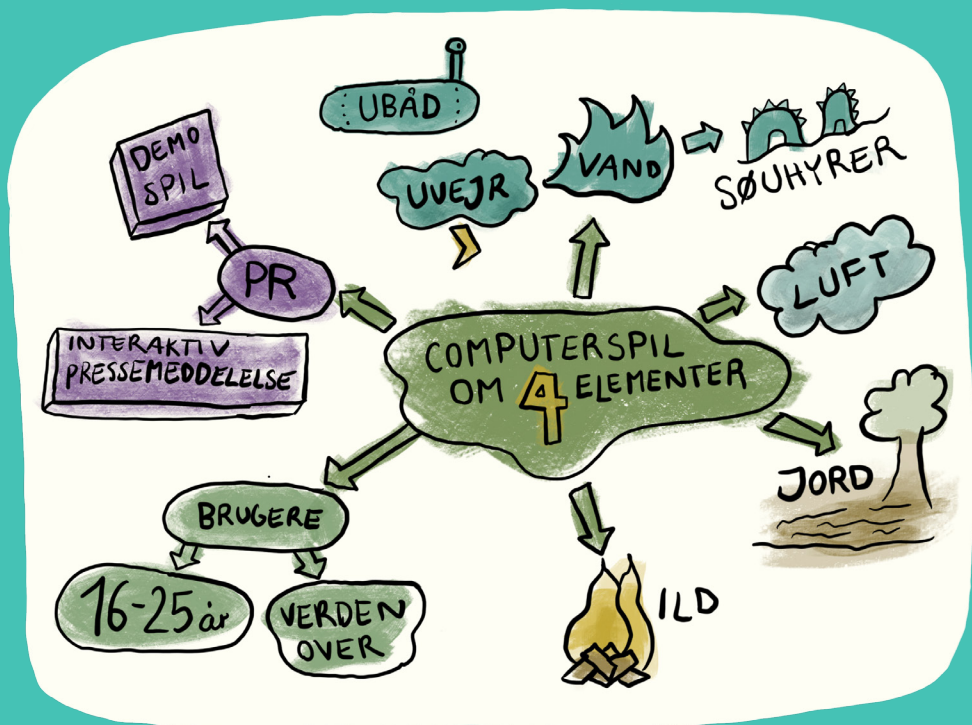 UBÅD
DEMO
SPIL
UVEJR
VAND
SØUHYRER
PR
LUFT
INTERAKTIV
PRESSEMEDDELELSE
COMPUTERSPIL
OM 4 ELEMENTER
JORD
BRUGERE
16-25 år
VERDEN
OVER
ILD